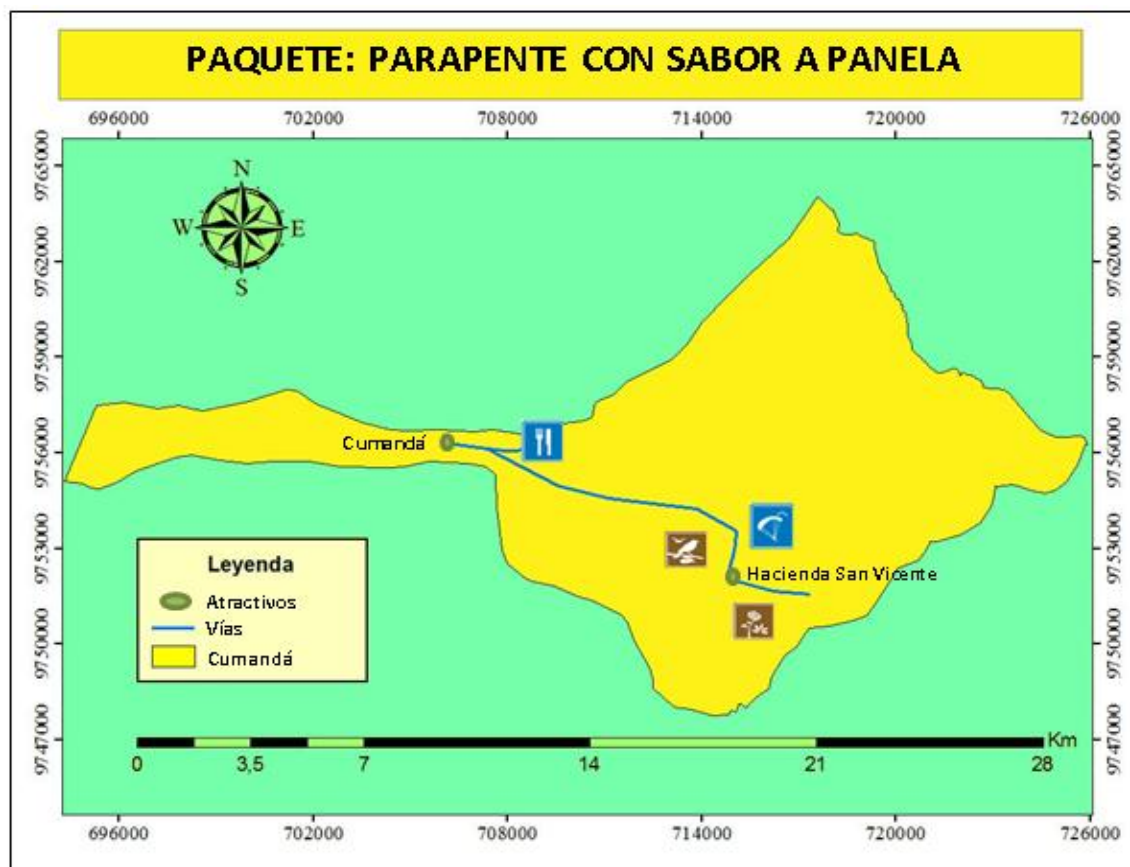 PAQUETE: PARAPENTE CON SABOR A PANELA
696000 702000 708000 714000 720000 726000
9765000 9765000
N
W E
S
9762000 9762000
9759000 9759000
Cumandá
9756000 9756000
9753000 9753000
Hacienda San Vicente
Leyenda
Atractivos
Vías
Cumandá
9750000 9750000
9747000 9747000
Km
0 3,5 7 14 21 28
696000 702000 708000 714000 720000 726000